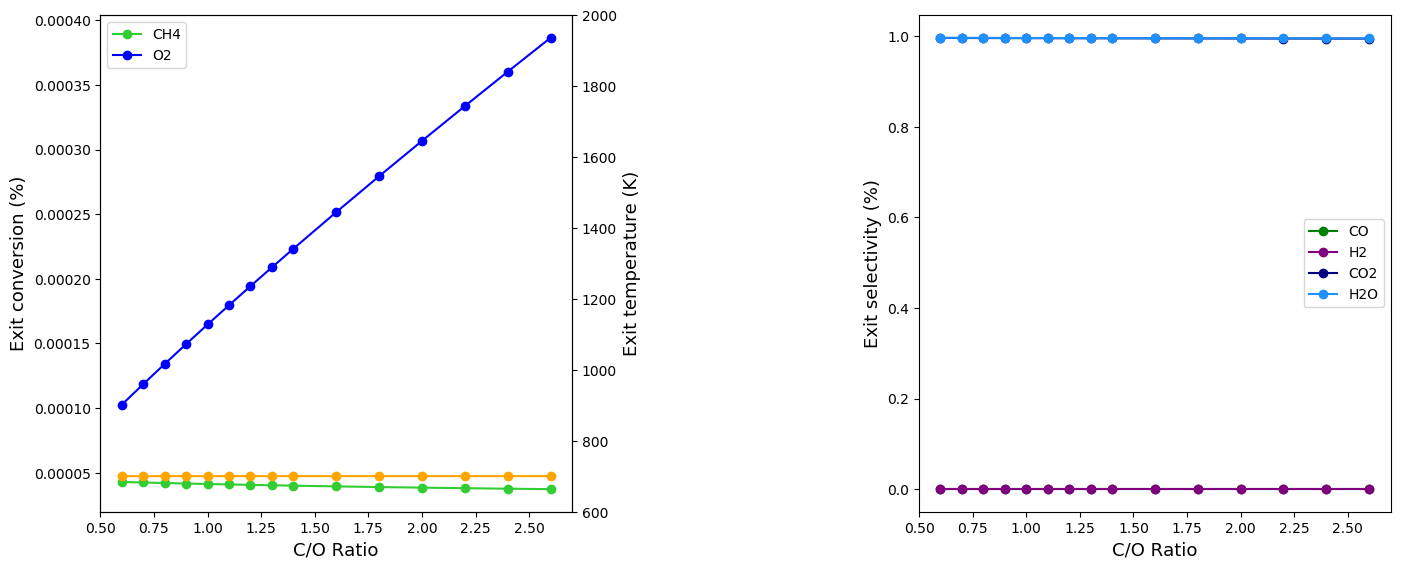 CH4
O2
0.00040
0.00035
0.00030
0.00025
0.00020
0.00015
0.00010
0.00005
Exit conversion (%)
0.50 0.75 1.00 1.25 1.50 1.75 2.00 2.25 2.50
C/O Ratio
2000
1800
1600
1400
1200
1000
800
600
Exit temperature (K)
1.0
0.8
0.6
0.4
0.2
0.0
Exit selectivity (%)
CO
H2
CO2
H2O
0.50 0.75 1.00 1.25 1.50 1.75 2.00 2.25 2.50
C/O Ratio